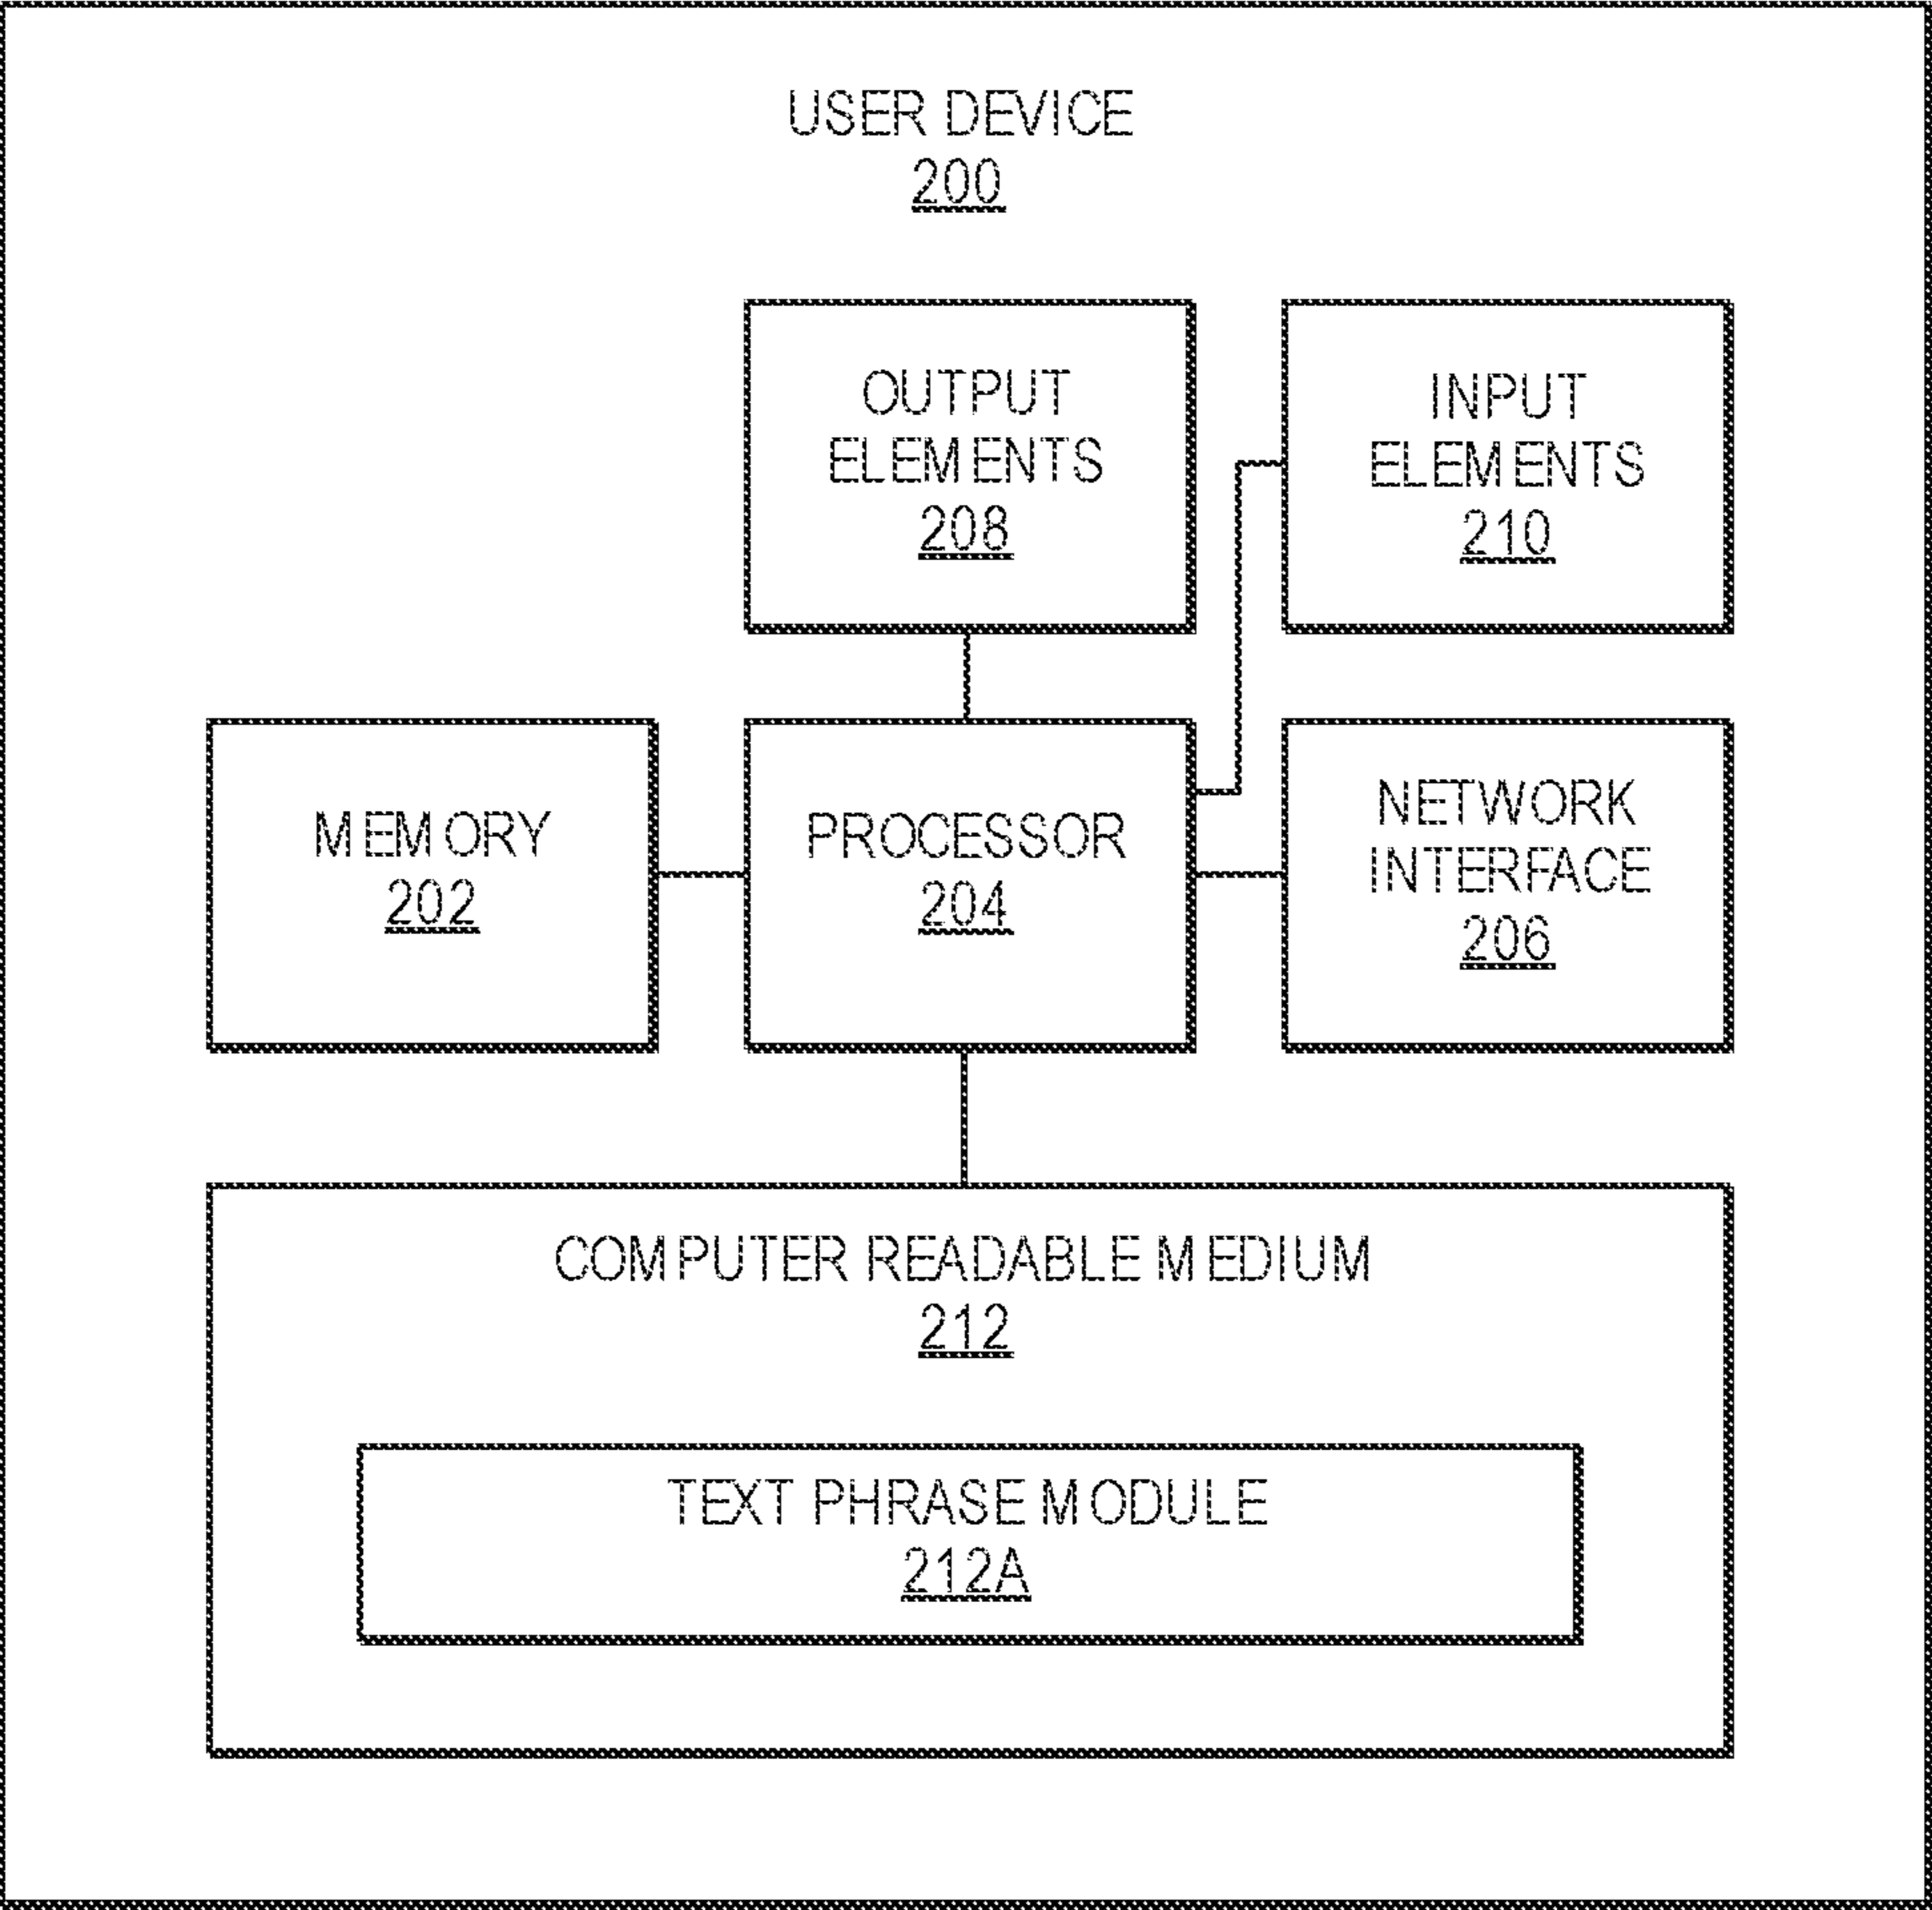 USER DEVICE
200
OUTPUT
ELEMENTS
208
INPUT
ELEMENTS
210
MEMORY
202
PROCESSOR
204
NETWORK
INTERFACE
206
COMPUTER READABLE MEDIUM
212
TEXT PHRASE MODULE
212A